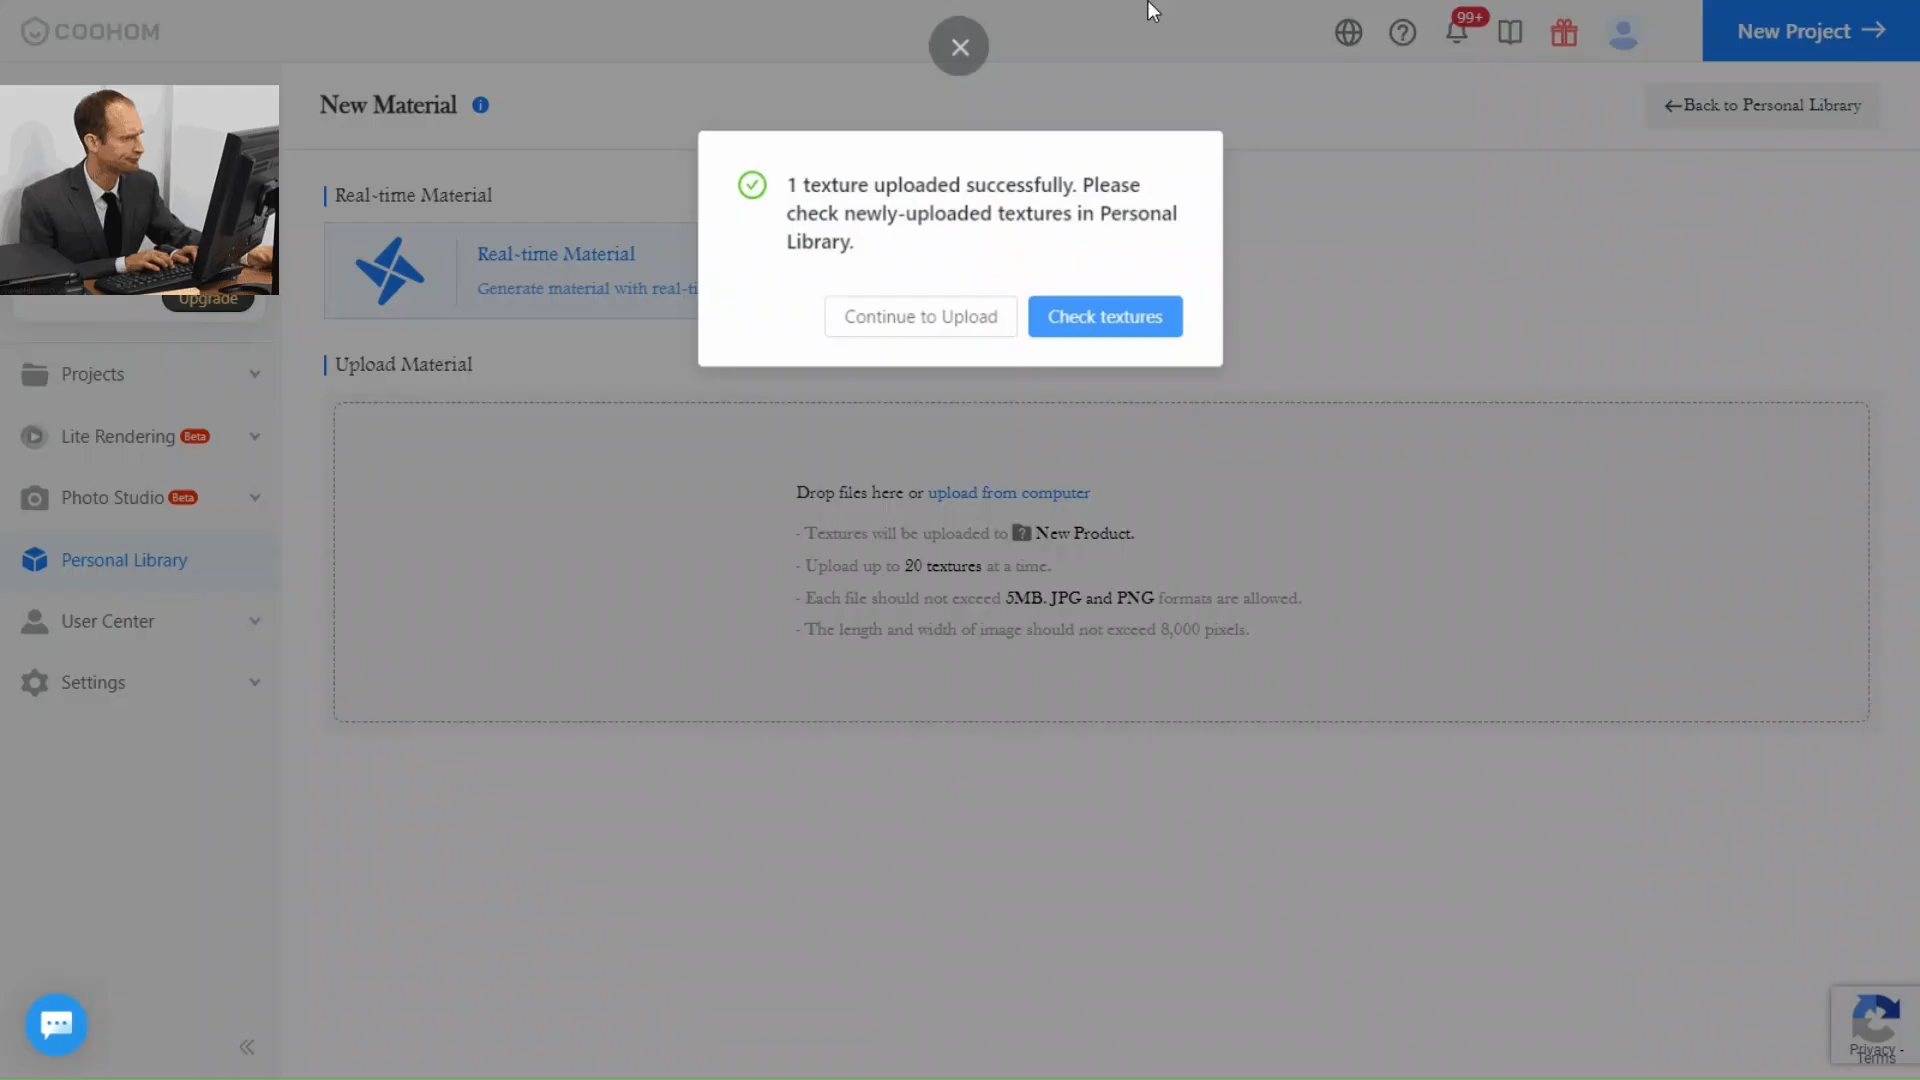 COOHOM
99+
New Project
New Material
Back to Personal Library
Real-time Material
Real-time Material
Generate material with real-ti
1 texture uploaded successfully. Please
check newly-uploaded textures in Personal
Library.
Continue to Upload
Check textures
Upgrade
Upload Material
Projects
Lite Rendering Beta
Photo Studio Beta
Personal Library
User Center
Settings
Drop files here or upload from computer
- Textures will be uploaded to New Product.
- Upload up to 20 textures at a time.
- Each file should not exceed 5MB. JPG and PNG formats are allowed.
- The length and width of image should not exceed 8,000 pixels.
Privacy -
Terms